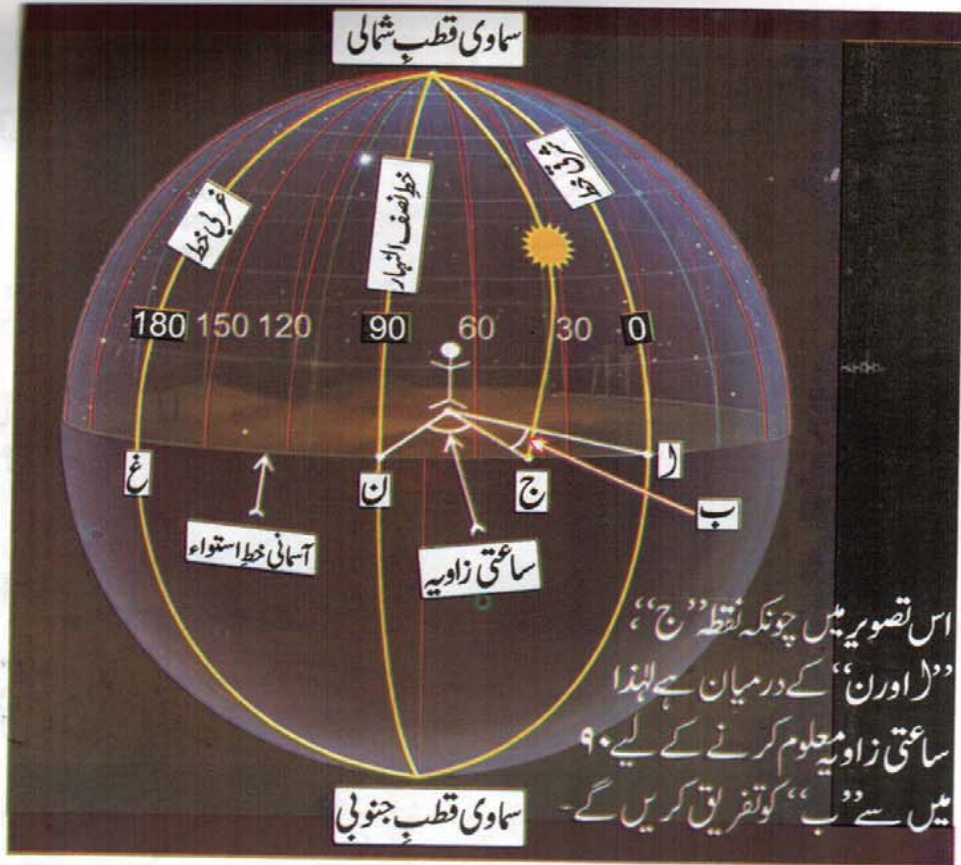 سماوی قطبِ شمالی
شرقی خط
خطِ نصف النہار
غربی خط
180 150 120 90 60 30 0
ا
ب
ج
ن
غ
ساعتی زاویہ
آسمانی خطِ استواء
اس تصویر میں چونکہ نقطہ ”ج“،
”ا اور ن“ کے درمیان ہے لہٰذا
ساعتی زاویہ معلوم کرنے کے لیے ۹۰
میں سے ”ب“ کو تفریق کریں گے۔
سماوی قطبِ جنوبی